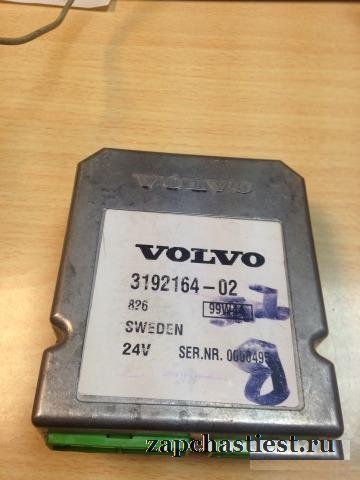 VOLVO
VOLVO
3192164-02
826
SWEDEN
24V SER.NR.
zapchastiest.ru